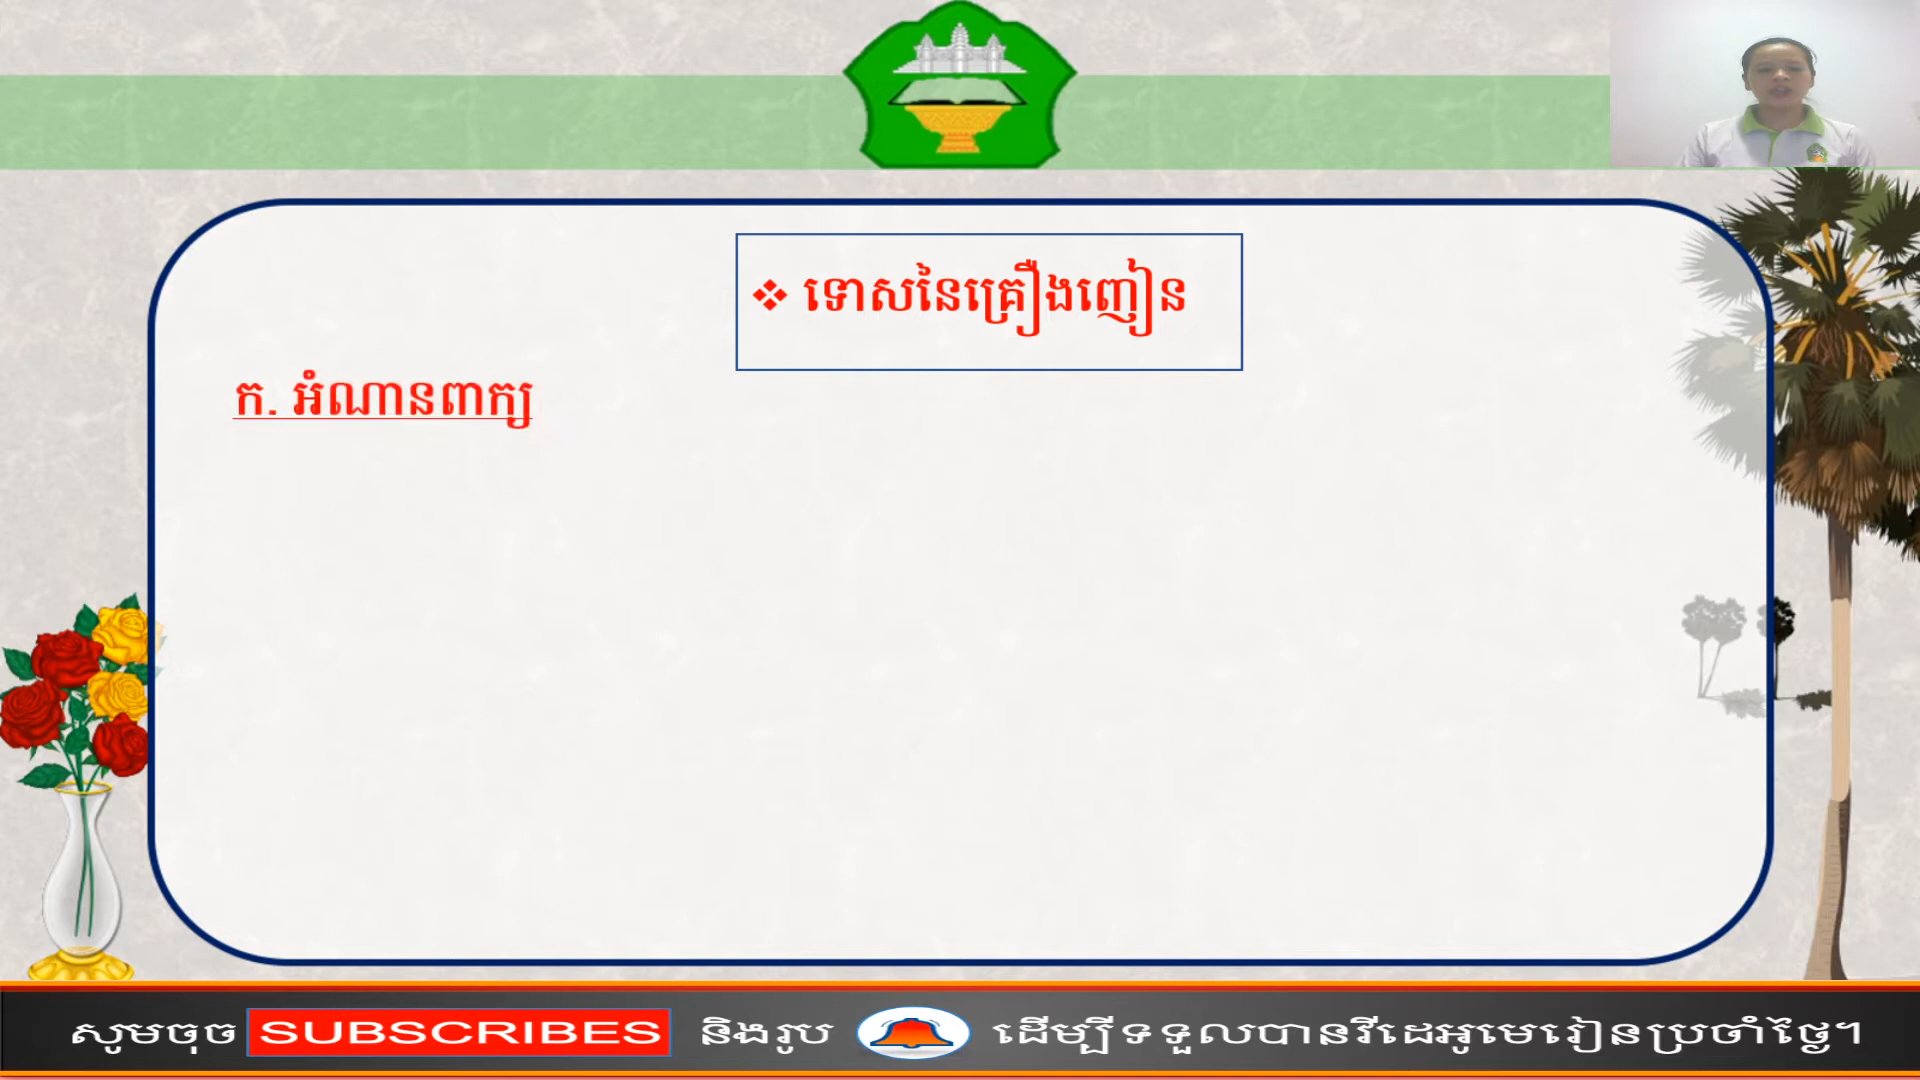 ❖ ទោសនៃគ្រឿងញៀន
ក. អំណានពាក្យ
សូមចុច SUBSCRIBES និងរូប ដើម្បីទទួលបានវីដេអូមេរៀនប្រចាំថ្ងៃ។